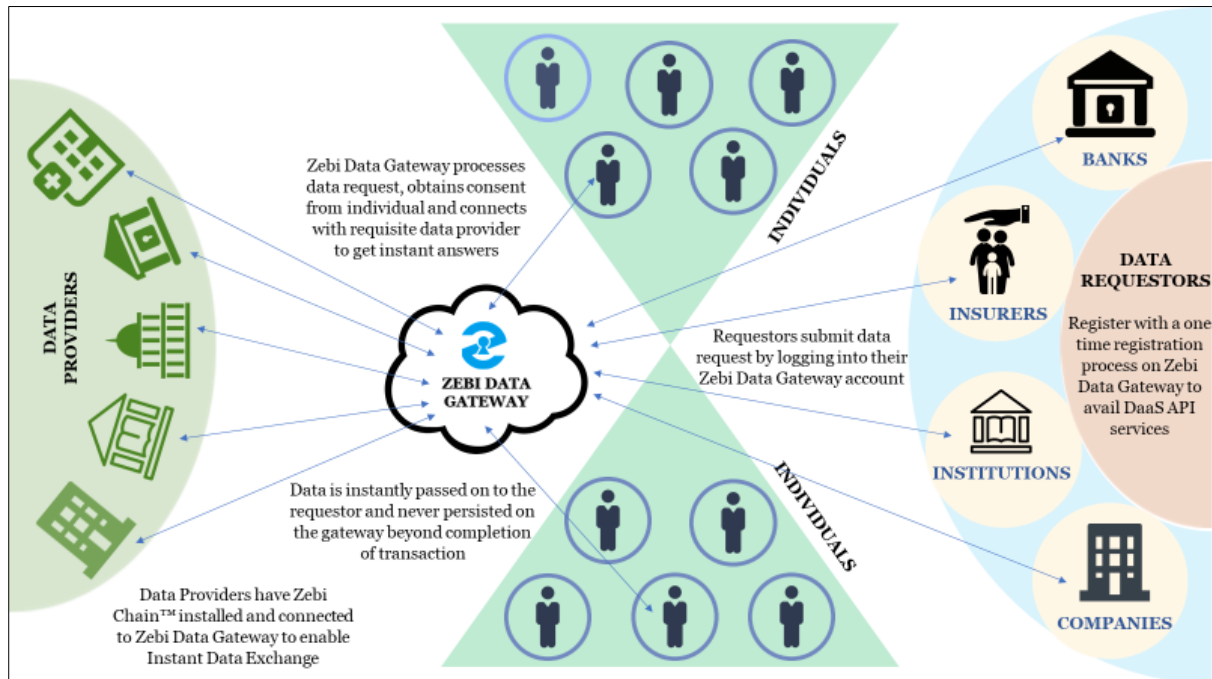 Zebi Data Gateway processes
data request, obtains consent
from individual and connects
with requisite data provider
to get instant answers
INDIVIDUALS
BANKS
INSURERS
DATA
REQUESTORS
Register with a one
time registration
process on Zebi
Data Gateway to
avail DaaS API
services
DATA
PROVIDERS
ZEBI DATA
GATEWAY
Requestors submit data
request by logging into their
Zebi Data Gateway account
INSTITUTIONS
INDIVIDUALS
Data is instantly passed on to the
requestor and never persisted on
the gateway beyond completion
of transaction
Data Providers have Zebi
Chain™ installed and connected
to Zebi Data Gateway to enable
Instant Data Exchange
COMPANIES